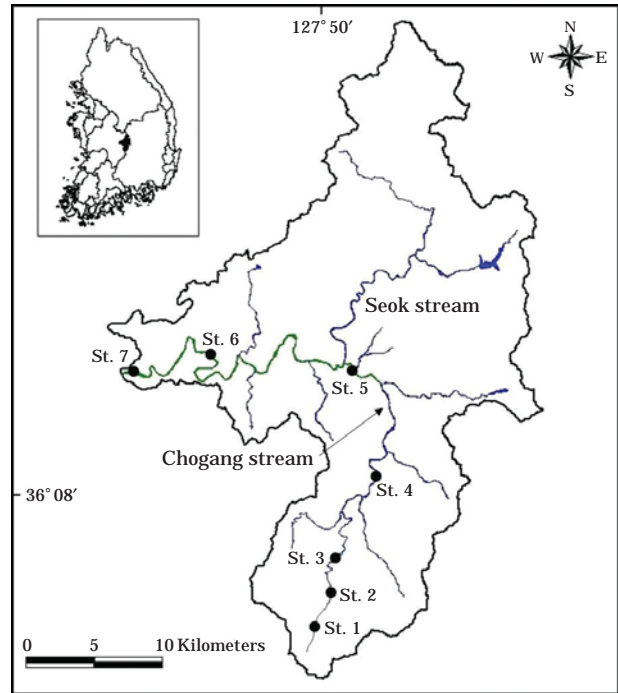 127° 50′
N
W E
S
Seok stream
St. 6
St. 7
St. 5
Chogang stream
St. 4
36° 08′
St. 3
St. 2
St. 1
0 5 10 Kilometers